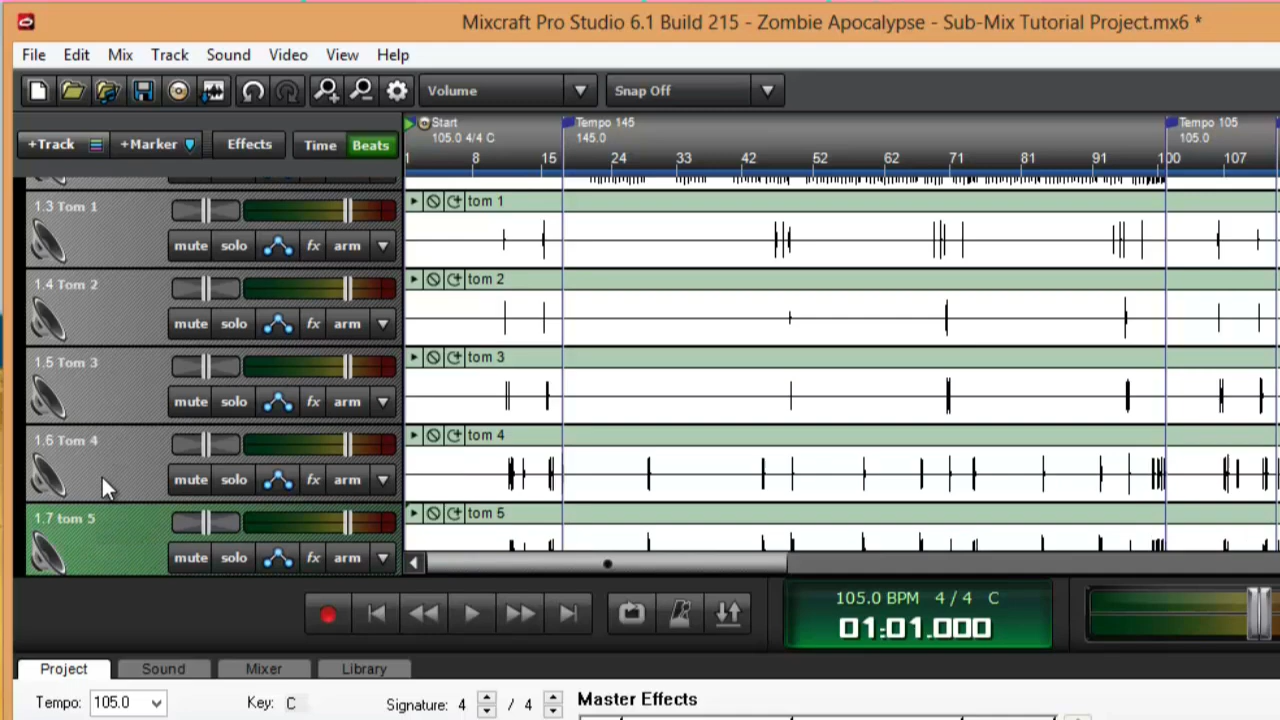 Mixcraft Pro Studio 6.1 Build 215 - Zombie Apocalypse - Sub-Mix Tutorial Project.mx6 *
File Edit Mix Track Sound Video View Help
Volume Snap Off
+Track +Marker Effects Time Beats
Start Tempo 145 Tempo 105
105.0 4/4 C 145.0 105.0
1 8 15 24 33 42 52 62 71 81 91 100 107
1.3 Tom 1 tom 1
mute solo fx arm
1.4 Tom 2 tom 2
mute solo fx arm
1.5 Tom 3 tom 3
mute solo fx arm
1.6 Tom 4 tom 4
mute solo fx arm
1.7 tom 5 tom 5
mute solo fx arm
105.0 BPM 4 / 4 C
01:01.000
Project Sound Mixer Library
Tempo: 105.0 Key: C Signature: 4 / 4 Master Effects